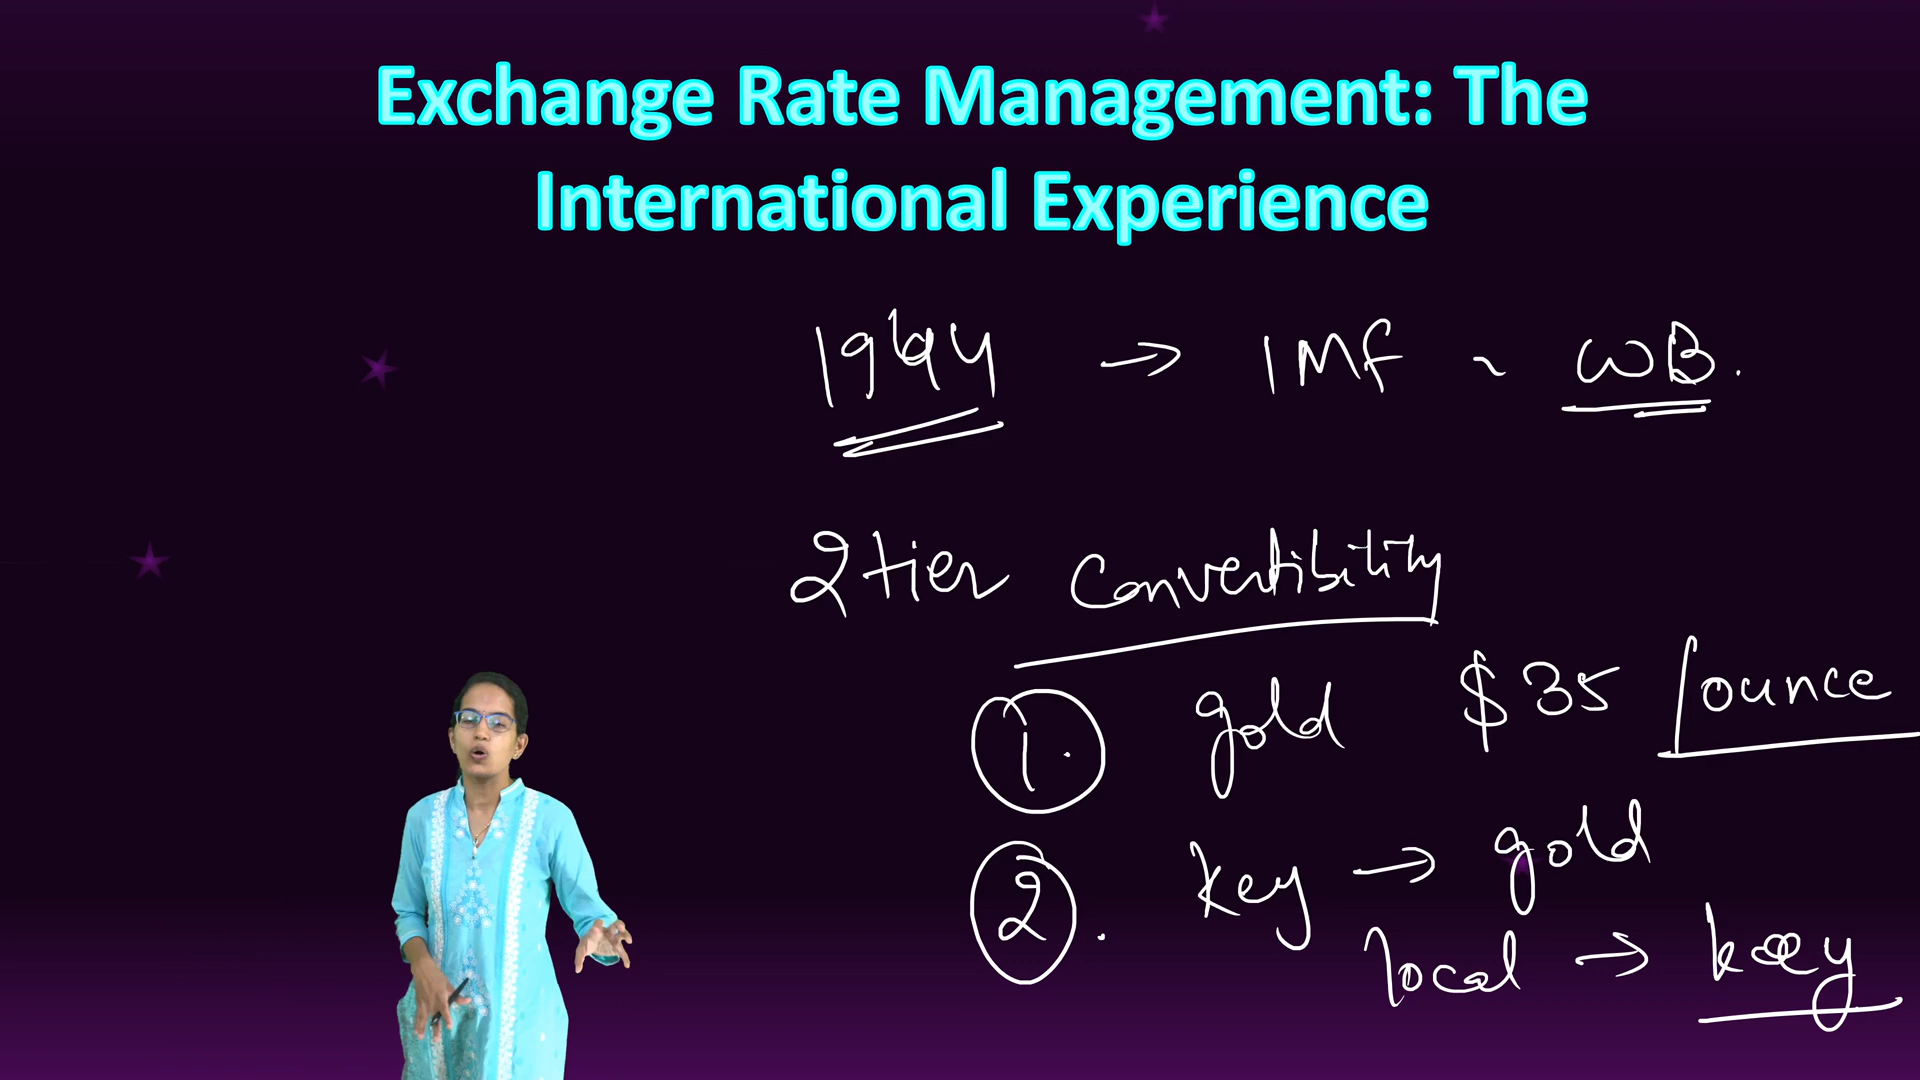 Exchange Rate Management: The
International Experience
1944 → IMF ~ WB.
2 tier Convertibility
1. gold $35 /ounce
2. key → gold
local → key